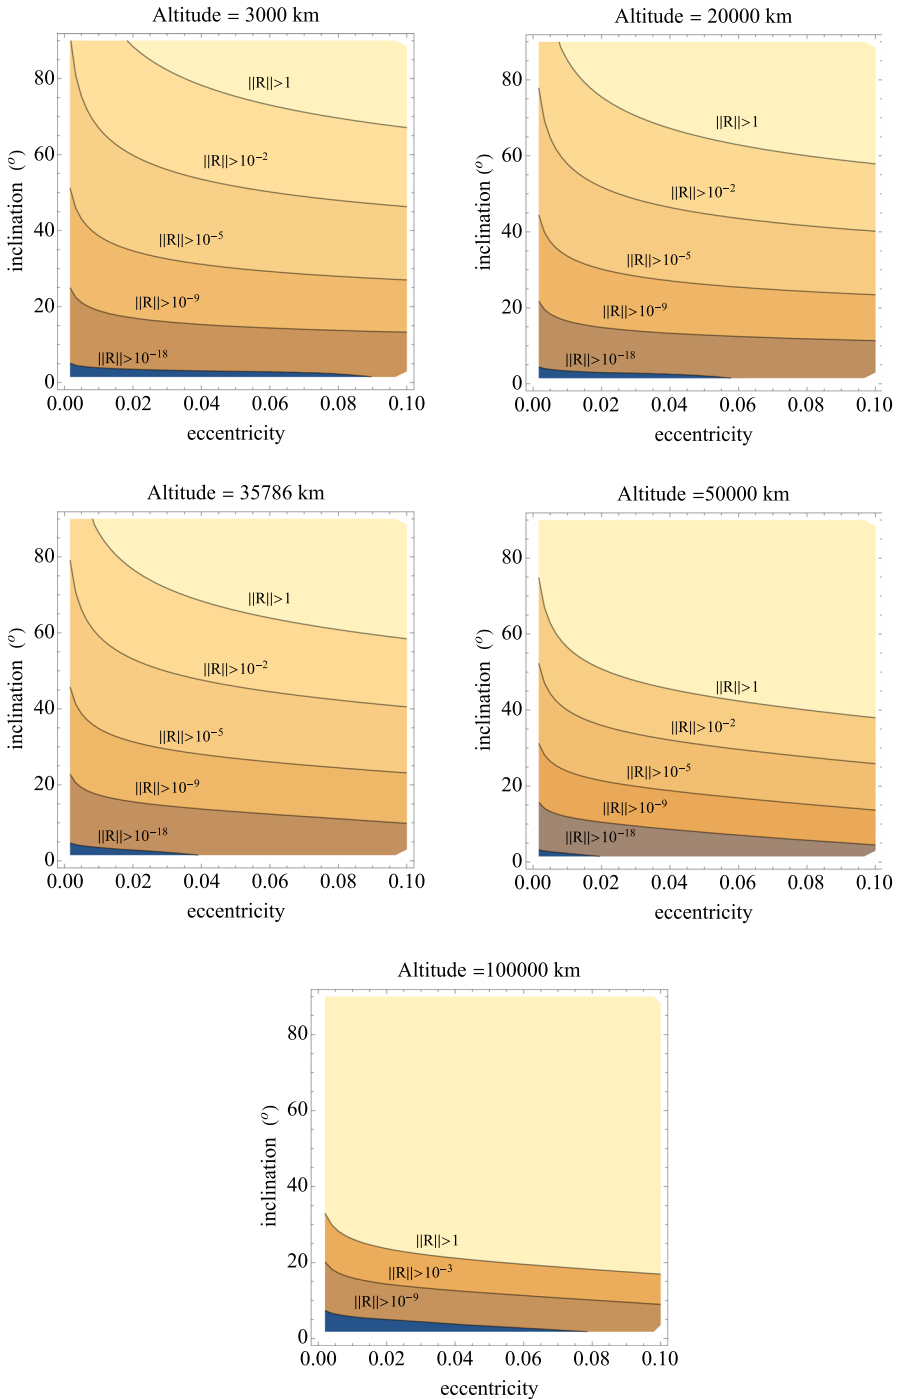 Altitude = 3000 km
Altitude = 20000 km
inclination (°)
80
60
40
20
0
||R||>1
||R||>10⁻²
||R||>10⁻⁵
||R||>10⁻⁹
||R||>10⁻¹⁸
0.00 0.02 0.04 0.06 0.08 0.10
eccentricity
inclination (°)
80
60
40
20
0
||R||>1
||R||>10⁻²
||R||>10⁻⁵
||R||>10⁻⁹
||R||>10⁻¹⁸
0.00 0.02 0.04 0.06 0.08 0.10
eccentricity
Altitude = 35786 km
Altitude =50000 km
inclination (°)
80
60
40
20
0
||R||>1
||R||>10⁻²
||R||>10⁻⁵
||R||>10⁻⁹
||R||>10⁻¹⁸
0.00 0.02 0.04 0.06 0.08 0.10
eccentricity
inclination (°)
80
60
40
20
0
||R||>1
||R||>10⁻²
||R||>10⁻⁵
||R||>10⁻⁹
||R||>10⁻¹⁸
0.00 0.02 0.04 0.06 0.08 0.10
eccentricity
Altitude =100000 km
inclination (°)
80
60
40
20
0
||R||>1
||R||>10⁻³
||R||>10⁻⁹
0.00 0.02 0.04 0.06 0.08 0.10
eccentricity